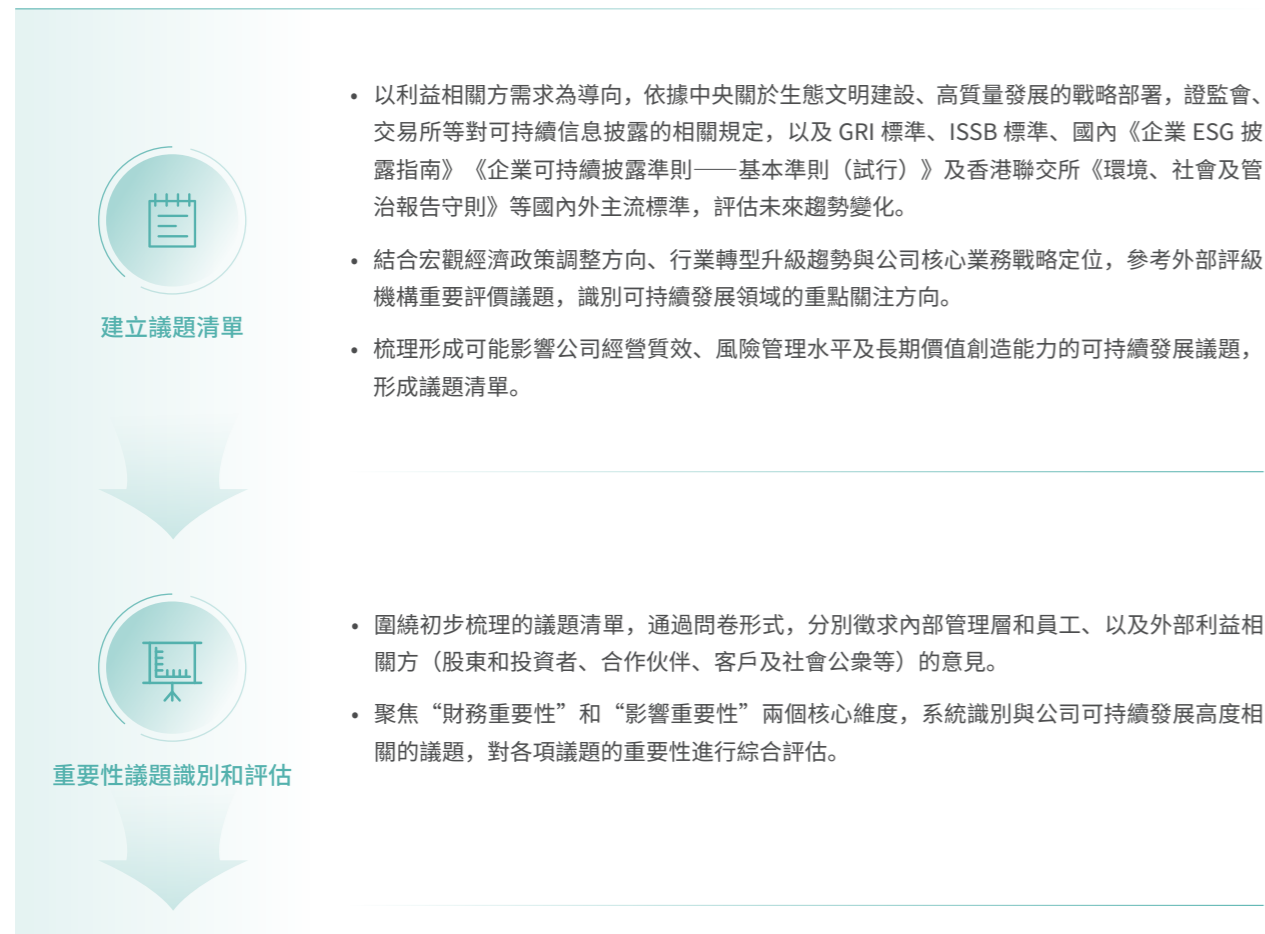 • 以利益相關方需求為導向，依據中央關於生態文明建設、高質量發展的戰略部署，證監會、
交易所等對可持續信息披露的相關規定，以及 GRI 標準、ISSB 標準、國內《企業 ESG 披
露指南》《企業可持續披露準則——基本準則（試行）》及香港聯交所《環境、社會及管
治報告守則》等國內外主流標準，評估未來趨勢變化。
• 結合宏觀經濟政策調整方向、行業轉型升級趨勢與公司核心業務戰略定位，參考外部評級
機構重要評價議題，識別可持續發展領域的重點關注方向。
建立議題清單
• 梳理形成可能影響公司經營質效、風險管理水平及長期價值創造能力的可持續發展議題，
形成議題清單。
• 圍繞初步梳理的議題清單，通過問卷形式，分別徵求內部管理層和員工、以及外部利益相
關方（股東和投資者、合作伙伴、客戶及社會公衆等）的意見。
• 聚焦“財務重要性”和“影響重要性”兩個核心維度，系統識別與公司可持續發展高度相
關的議題，對各項議題的重要性進行綜合評估。
重要性議題識別和評估